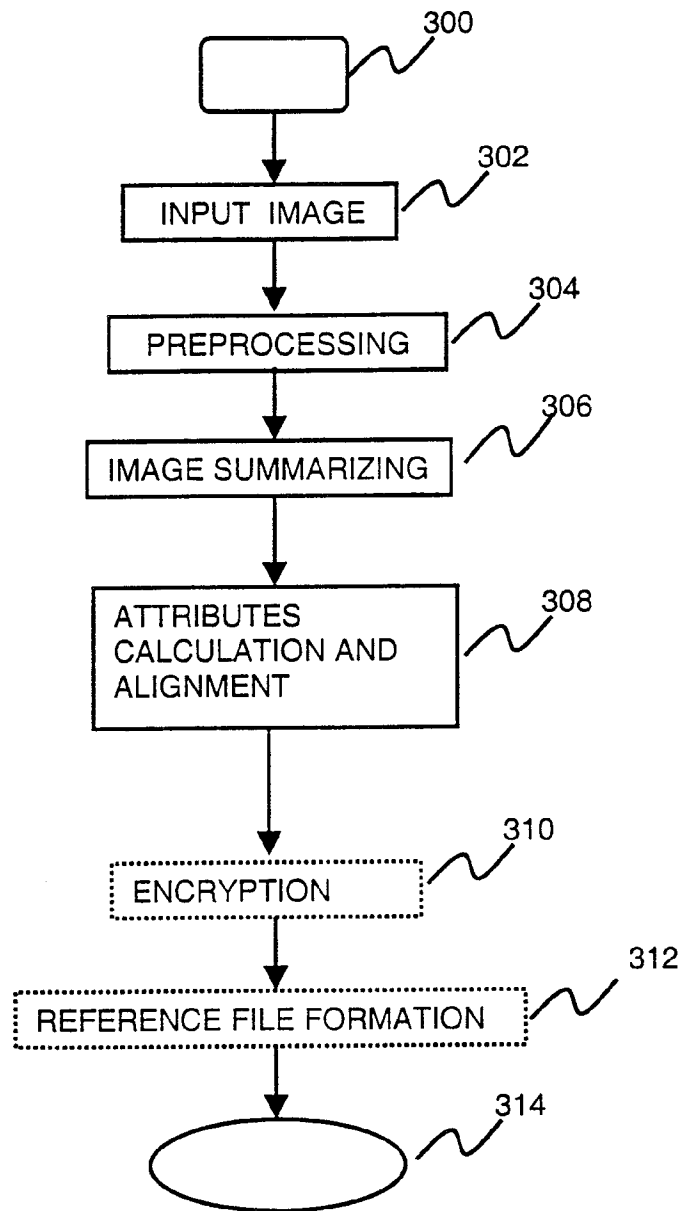 300
302
INPUT IMAGE
304
PREPROCESSING
306
IMAGE SUMMARIZING
308
ATTRIBUTES
CALCULATION AND
ALIGNMENT
310
ENCRYPTION
312
REFERENCE FILE FORMATION
314